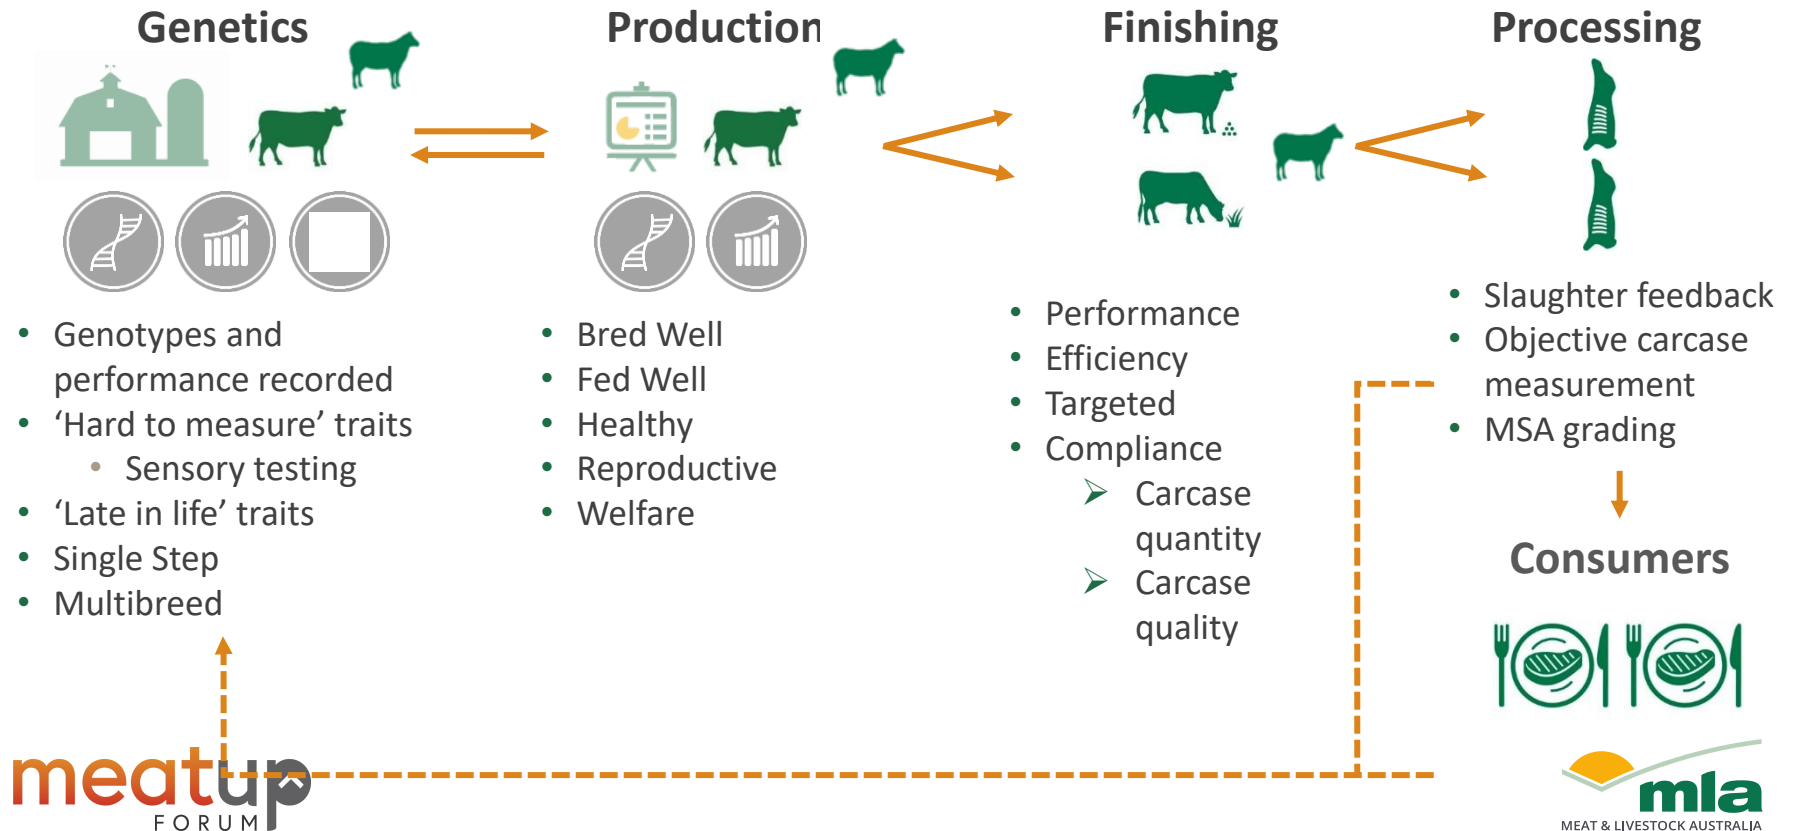 Genetics
Production
Finishing
Processing
• Genotypes and
performance recorded
• ‘Hard to measure’ traits
• Sensory testing
• ‘Late in life’ traits
• Single Step
• Multibreed
• Bred Well
• Fed Well
• Healthy
• Reproductive
• Welfare
• Performance
• Efficiency
• Targeted
• Compliance
➢ Carcase
quantity
➢ Carcase
quality
• Slaughter feedback
• Objective carcase
measurement
• MSA grading
Consumers
meatup
FORUM
mla
MEAT & LIVESTOCK AUSTRALIA